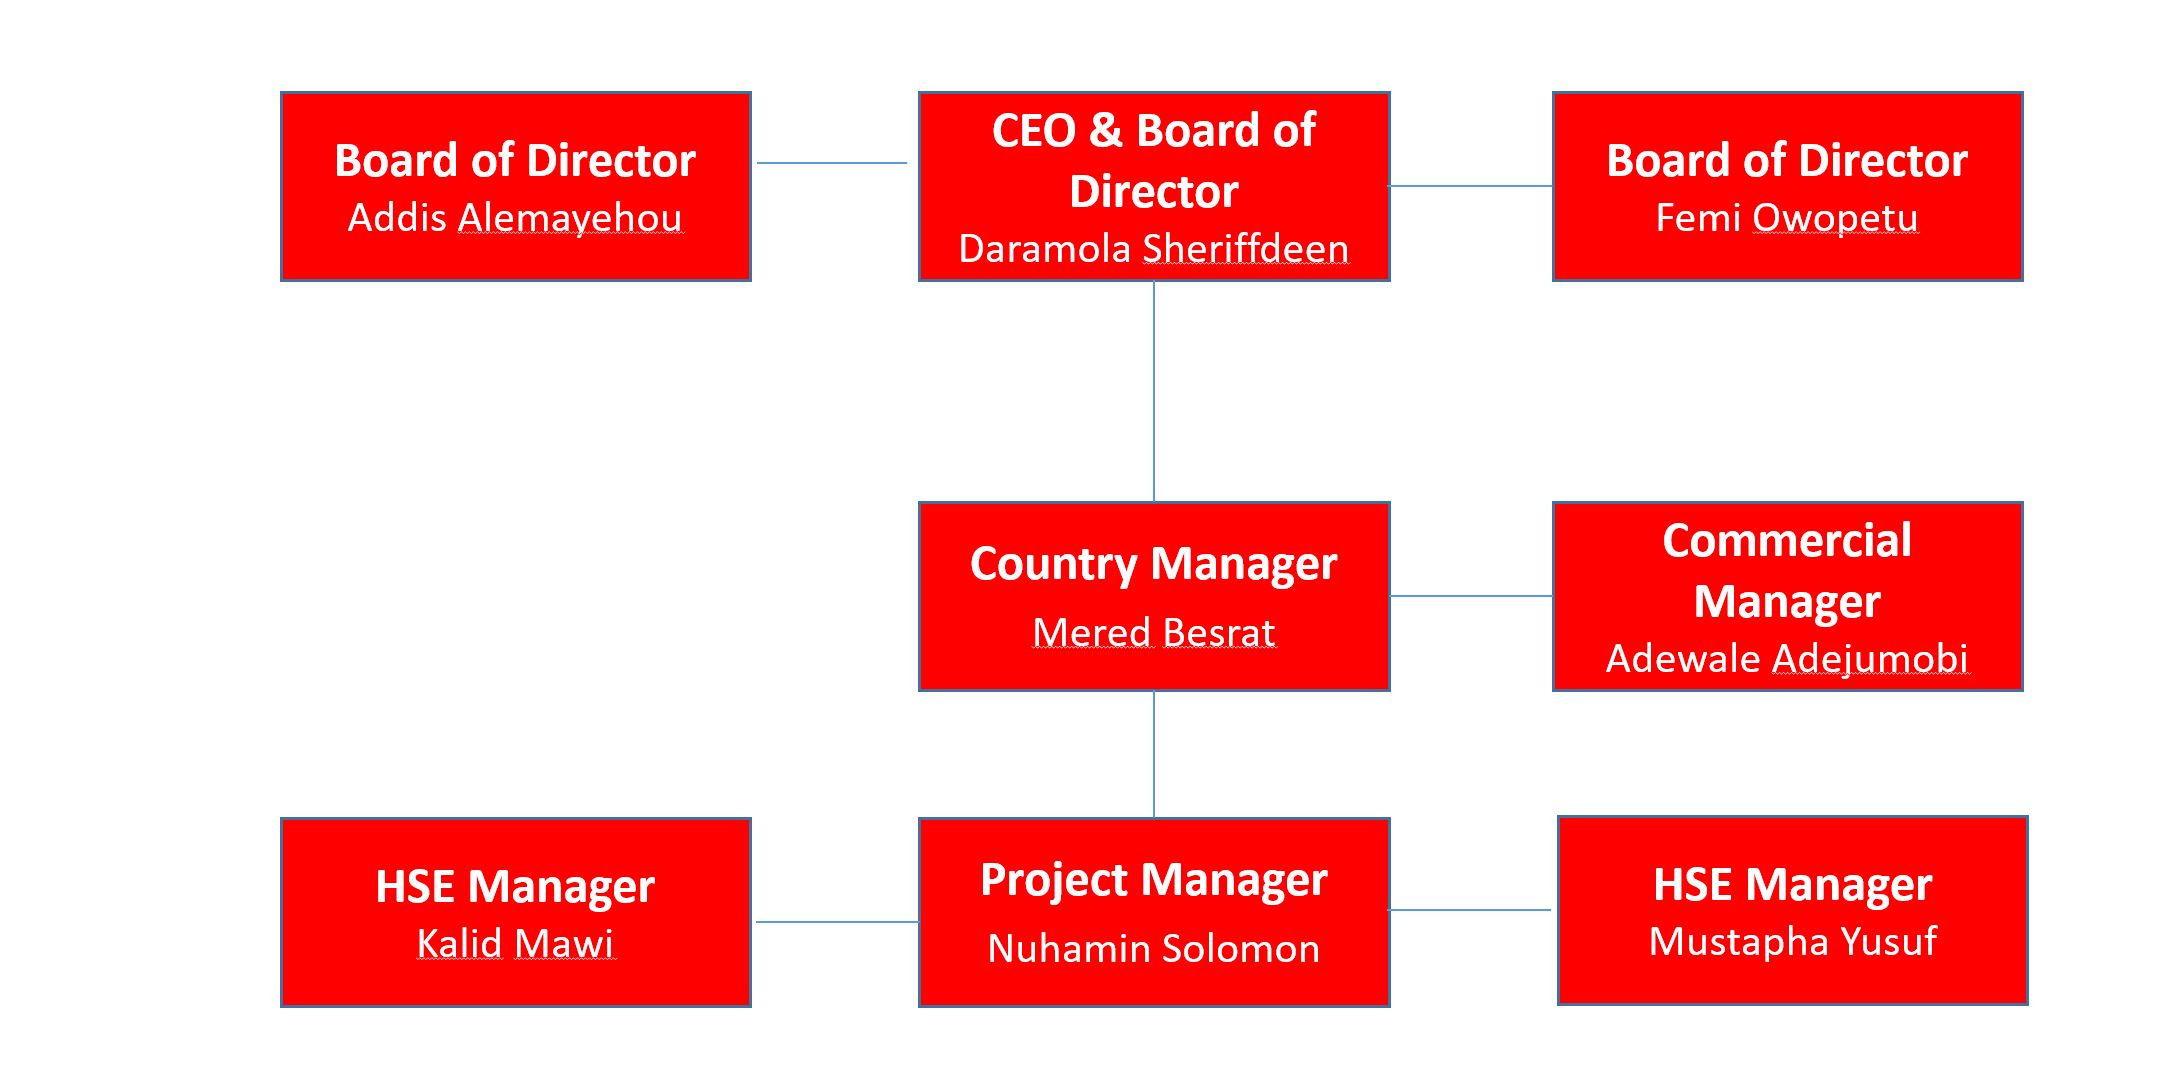 Board of Director
Addis Alemayehou
CEO & Board of
Director
Daramola Sheriffdeen
Board of Director
Femi Owopetu
Country Manager
Mered Besrat
Commercial
Manager
Adewale Adejumobi
HSE Manager
Kalid Mawi
Project Manager
Nuhamin Solomon
HSE Manager
Mustapha Yusuf